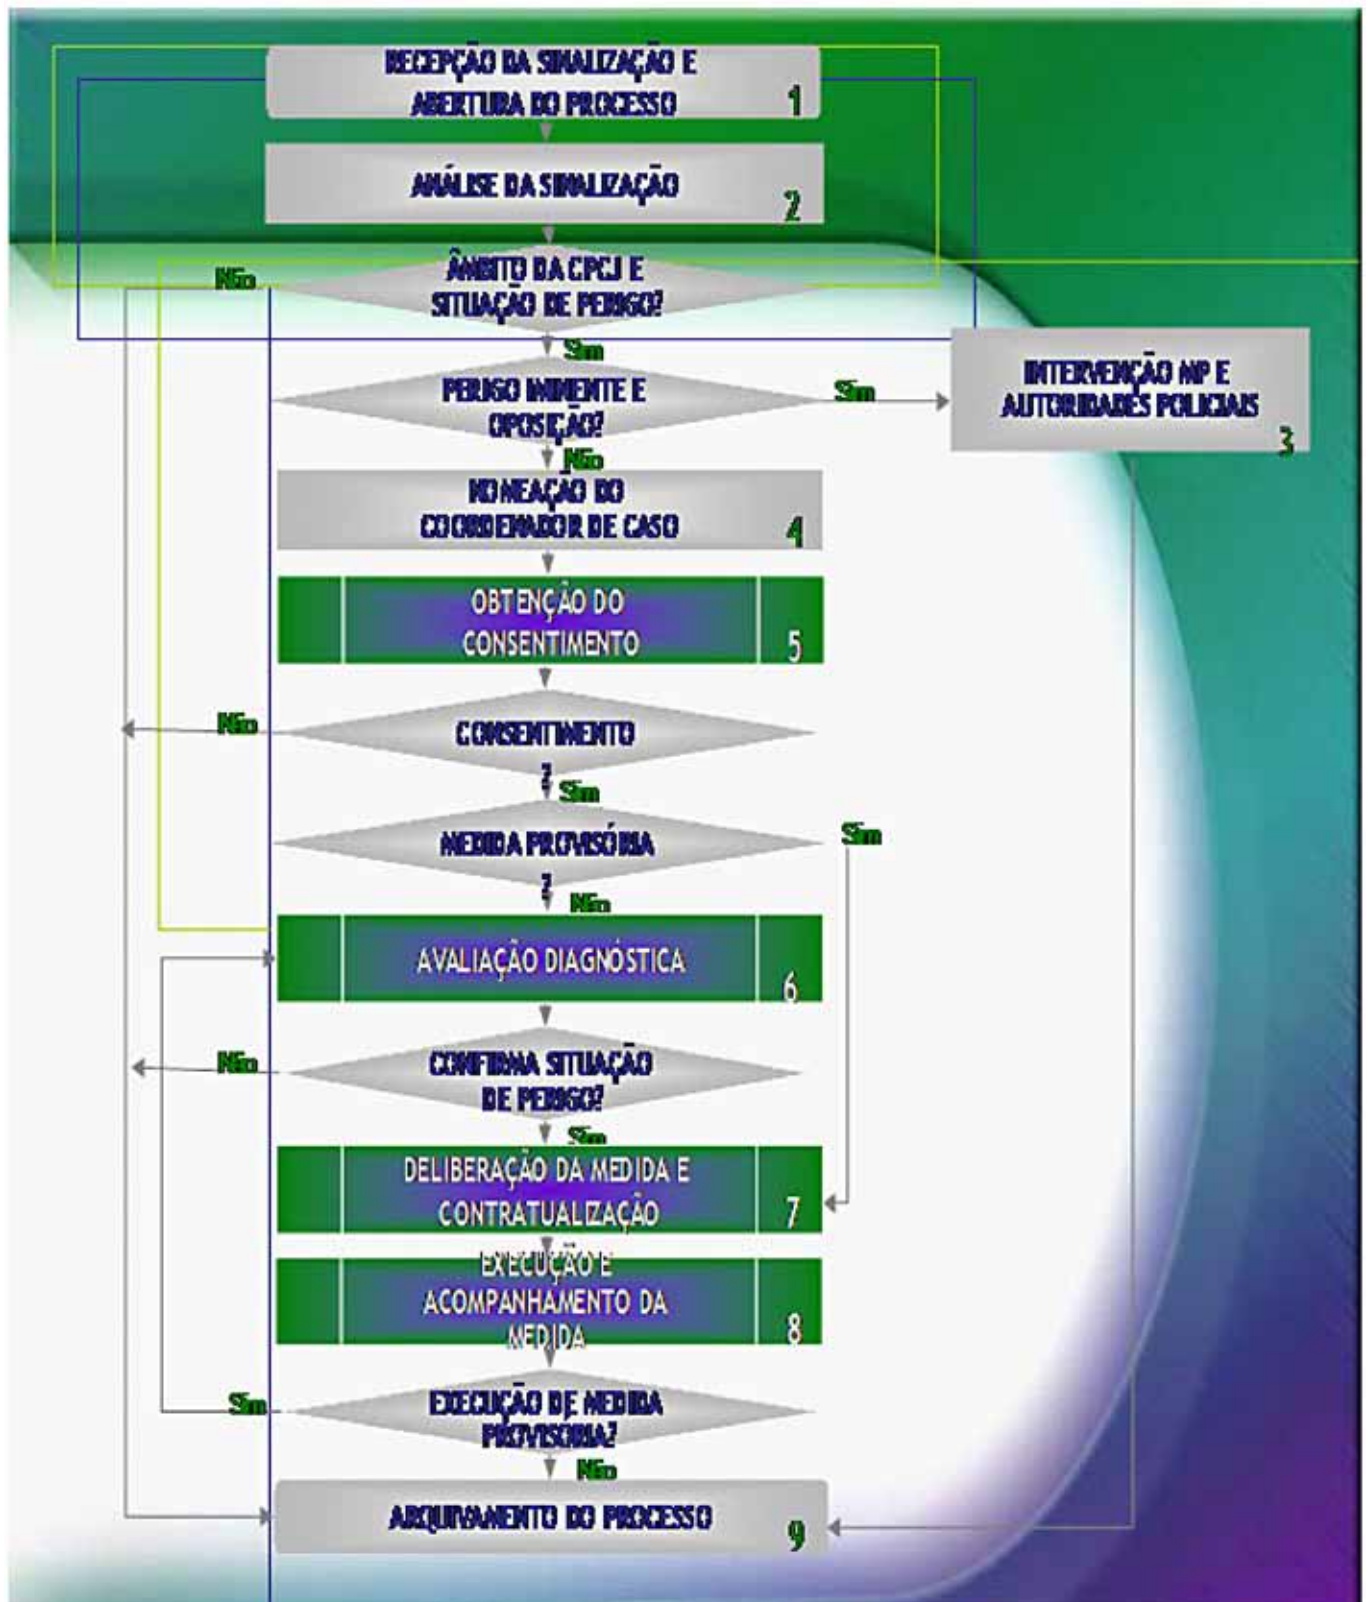 RECEPÇÃO DA SINALIZAÇÃO E
ABERTURA DO PROCESSO
1
ANÁLISE DA SINALIZAÇÃO
2
Não
ÂMBITO DA CPCJ E
SITUAÇÃO DE PERIGO?
Sim
PERIGO IMINENTE E
OPOSIÇÃO?
Sim
INTERVENÇÃO MP E
AUTORIDADES POLICIAIS
3
Não
NOMEAÇÃO DO
COORDENADOR DE CASO
4
OBTENÇÃO DO
CONSENTIMENTO
5
Não
CONSENTIMENTO
?
Sim
MEDIDA PROVISÓRIA
?
Sim
Não
AVALIAÇÃO DIAGNÓSTICA
6
Não
CONFIRMA SITUAÇÃO
DE PERIGO?
Sim
DELIBERAÇÃO DA MEDIDA E
CONTRATUALIZAÇÃO
7
EXECUÇÃO E
ACOMPANHAMENTO DA
MEDIDA
8
Sim
EXECUÇÃO DE MEDIDA
PROVISORIA?
Não
ARQUIVAMENTO DO PROCESSO
9